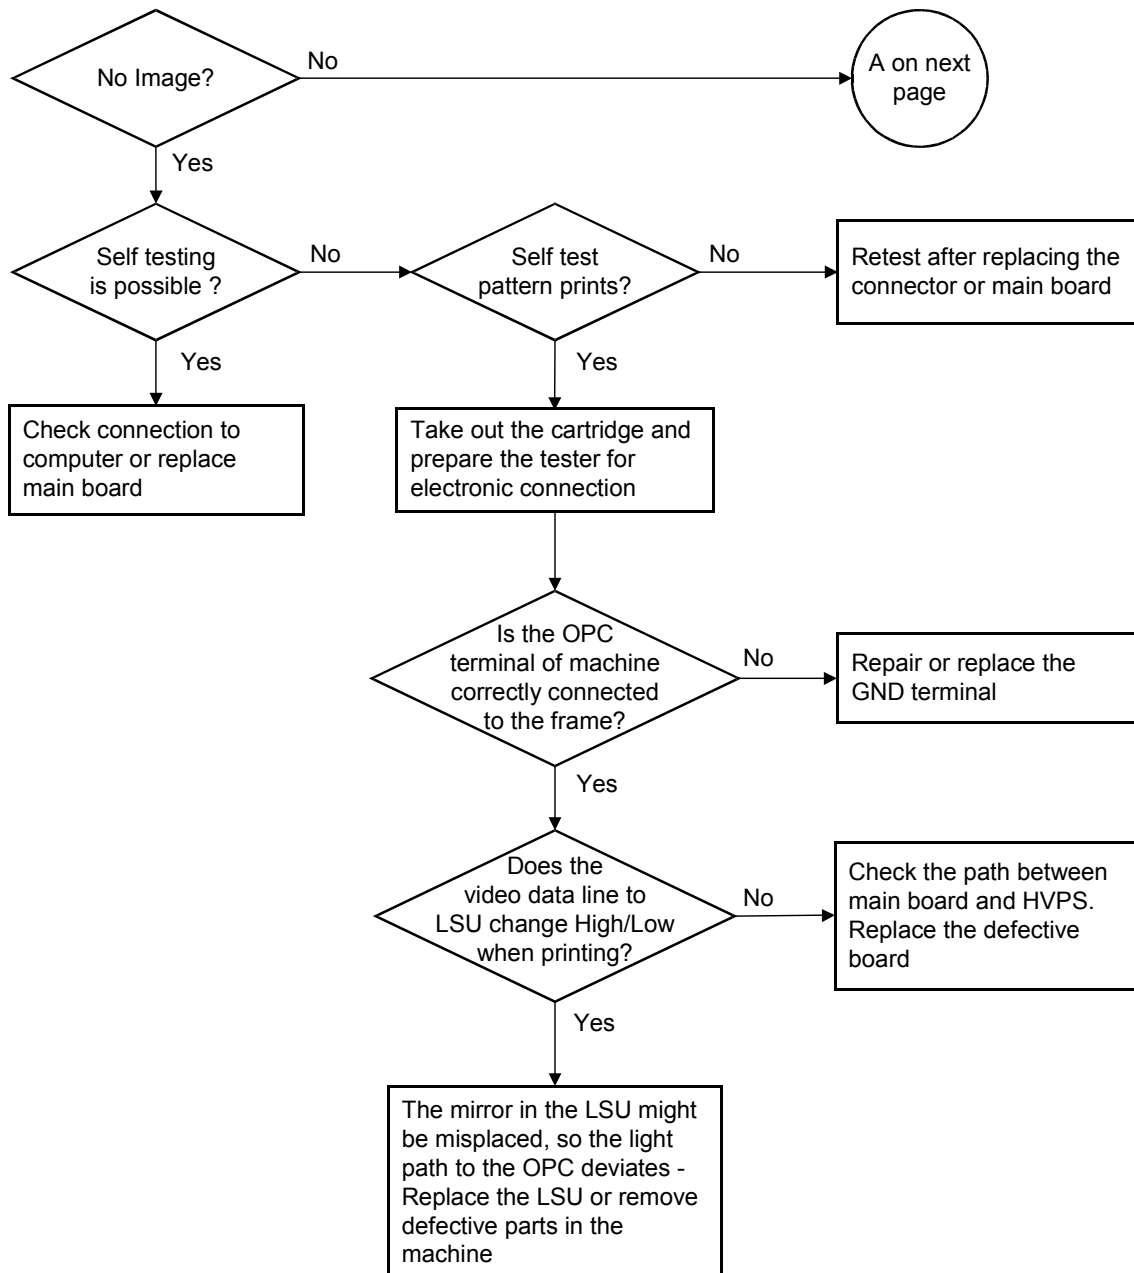 No Image?
No
A on next
page
Yes
Self testing
is possible ?
No
Self test
pattern prints?
No
Retest after replacing the
connector or main board
Yes
Yes
Check connection to
computer or replace
main board
Take out the cartridge and
prepare the tester for
electronic connection
Is the OPC
terminal of machine
correctly connected
to the frame?
No
Repair or replace the
GND terminal
Yes
Does the
video data line to
LSU change High/Low
when printing?
No
Check the path between
main board and HVPS.
Replace the defective
board
Yes
The mirror in the LSU might
be misplaced, so the light
path to the OPC deviates -
Replace the LSU or remove
defective parts in the
machine